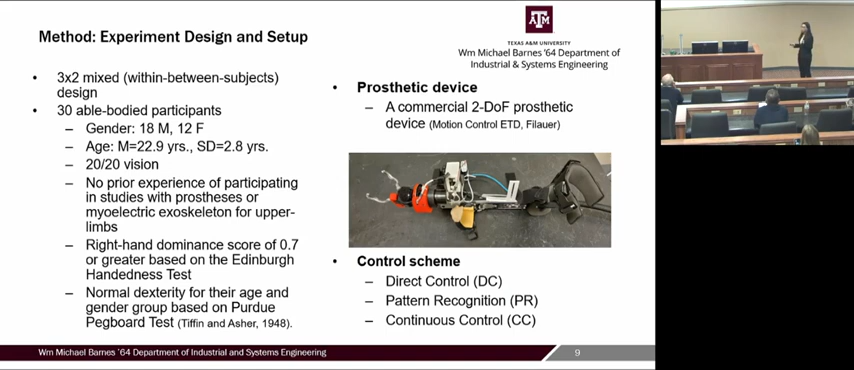 Method: Experiment Design and Setup
ĀTM
TEXAS A&M UNIVERSITY
Wm Michael Barnes '64 Department of
Industrial & Systems Engineering
• 3x2 mixed (within-between-subjects)
design
• 30 able-bodied participants
– Gender: 18 M, 12 F
– Age: M=22.9 yrs., SD=2.8 yrs.
– 20/20 vision
– No prior experience of participating
in studies with prostheses or
myoelectric exoskeleton for upper-
limbs
– Right-hand dominance score of 0.7
or greater based on the Edinburgh
Handedness Test
– Normal dexterity for their age and
gender group based on Purdue
Pegboard Test (Tiffin and Asher, 1948).
• Prosthetic device
– A commercial 2-DoF prosthetic
device (Motion Control ETD, Filauer)
• Control scheme
– Direct Control (DC)
– Pattern Recognition (PR)
– Continuous Control (CC)
Wm Michael Barnes '64 Department of Industrial and Systems Engineering
9